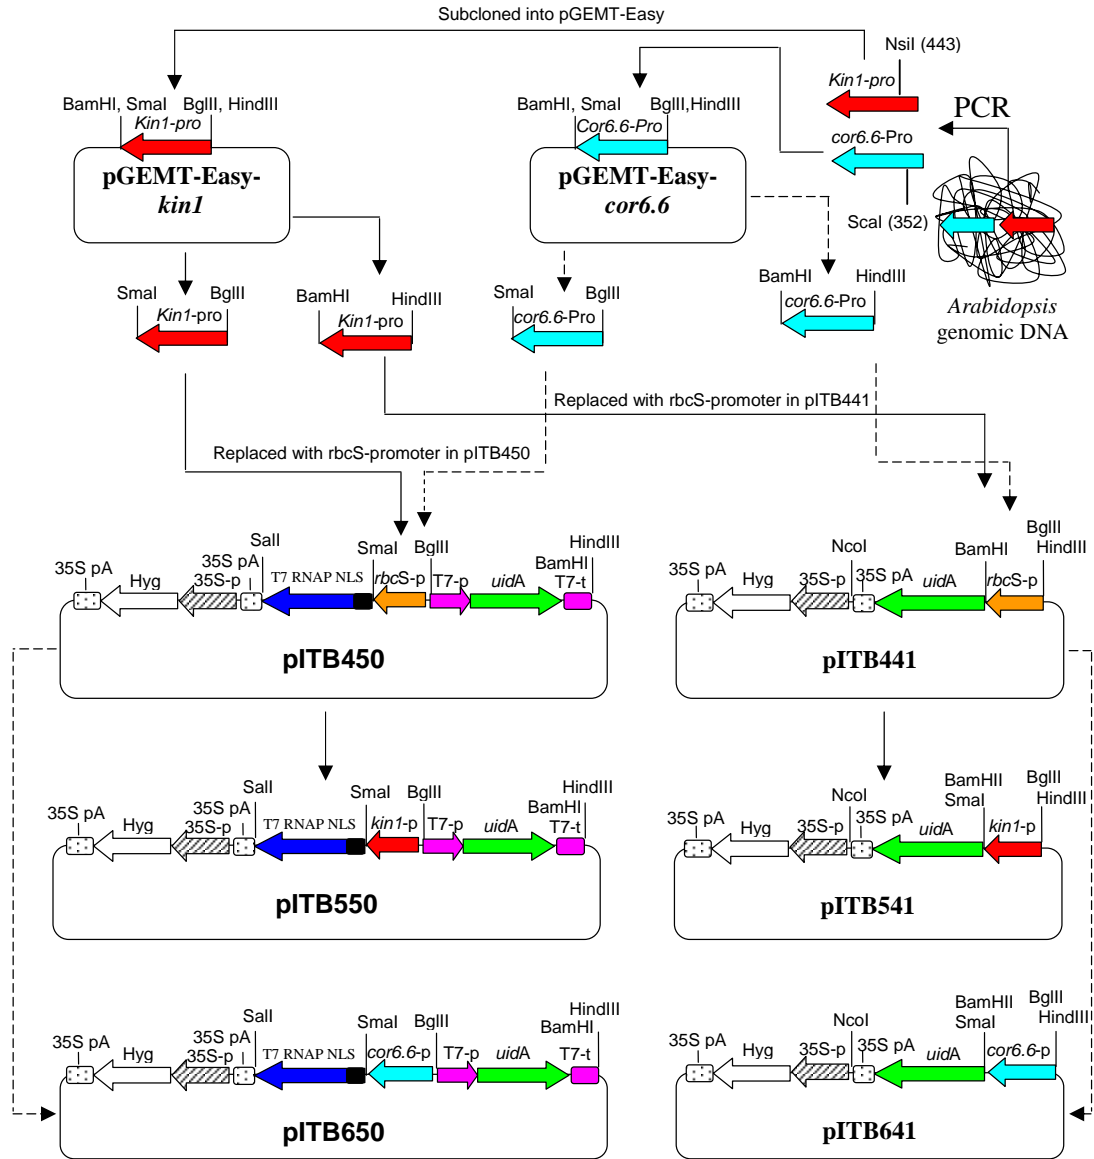 Subcloned into pGEMT-Easy
NsiI (443)
Kin1-pro
PCR
cor6.6-Pro
ScaI (352)
Arabidopsis
genomic DNA
BamHI, SmaI BglII, HindIII
Kin1-pro
pGEMT-Easy-
kin1
BamHI, SmaI BglII,HindIII
Cor6.6-Pro
pGEMT-Easy-
cor6.6
SmaI BglII
Kin1-pro
BamHI HindIII
Kin1-pro
SmaI BglII
cor6.6-Pro
BamHI HindIII
cor6.6-Pro
Replaced with rbcS-promoter in pITB441
Replaced with rbcS-promoter in pITB450
SalI
35S pA
35S pA
Hyg
35S-p
T7 RNAP NLS
SmaI
rbcS-p
BglII
T7-p
uidA
HindIII
BamHI
T7-t
pITB450
35S pA
Hyg
35S-p
NcoI
35S pA
uidA
BamHI
BglII
HindIII
rbcS-p
pITB441
SalI
35S pA
35S pA
Hyg
35S-p
T7 RNAP NLS
SmaI
kin1-p
BglII
T7-p
uidA
HindIII
BamHI
T7-t
pITB550
35S pA
Hyg
35S-p
NcoI
35S pA
uidA
BamHII
SmaI
BglII
HindIII
kin1-p
pITB541
SalI
35S pA
35S pA
Hyg
35S-p
T7 RNAP NLS
SmaI
cor6.6-p
BglII
T7-p
uidA
HindIII
BamHI
T7-t
pITB650
35S pA
Hyg
35S-p
NcoI
35S pA
uidA
BamHII
SmaI
BglII
HindIII
cor6.6-p
pITB641